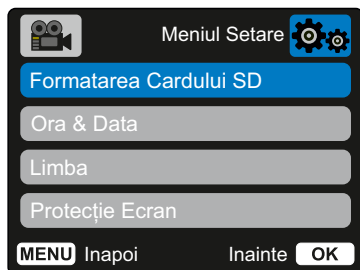 Meniul Setare
Formatarea Cardului SD
Ora & Data
Limba
Protecție Ecran
MENU Inapoi Inainte OK